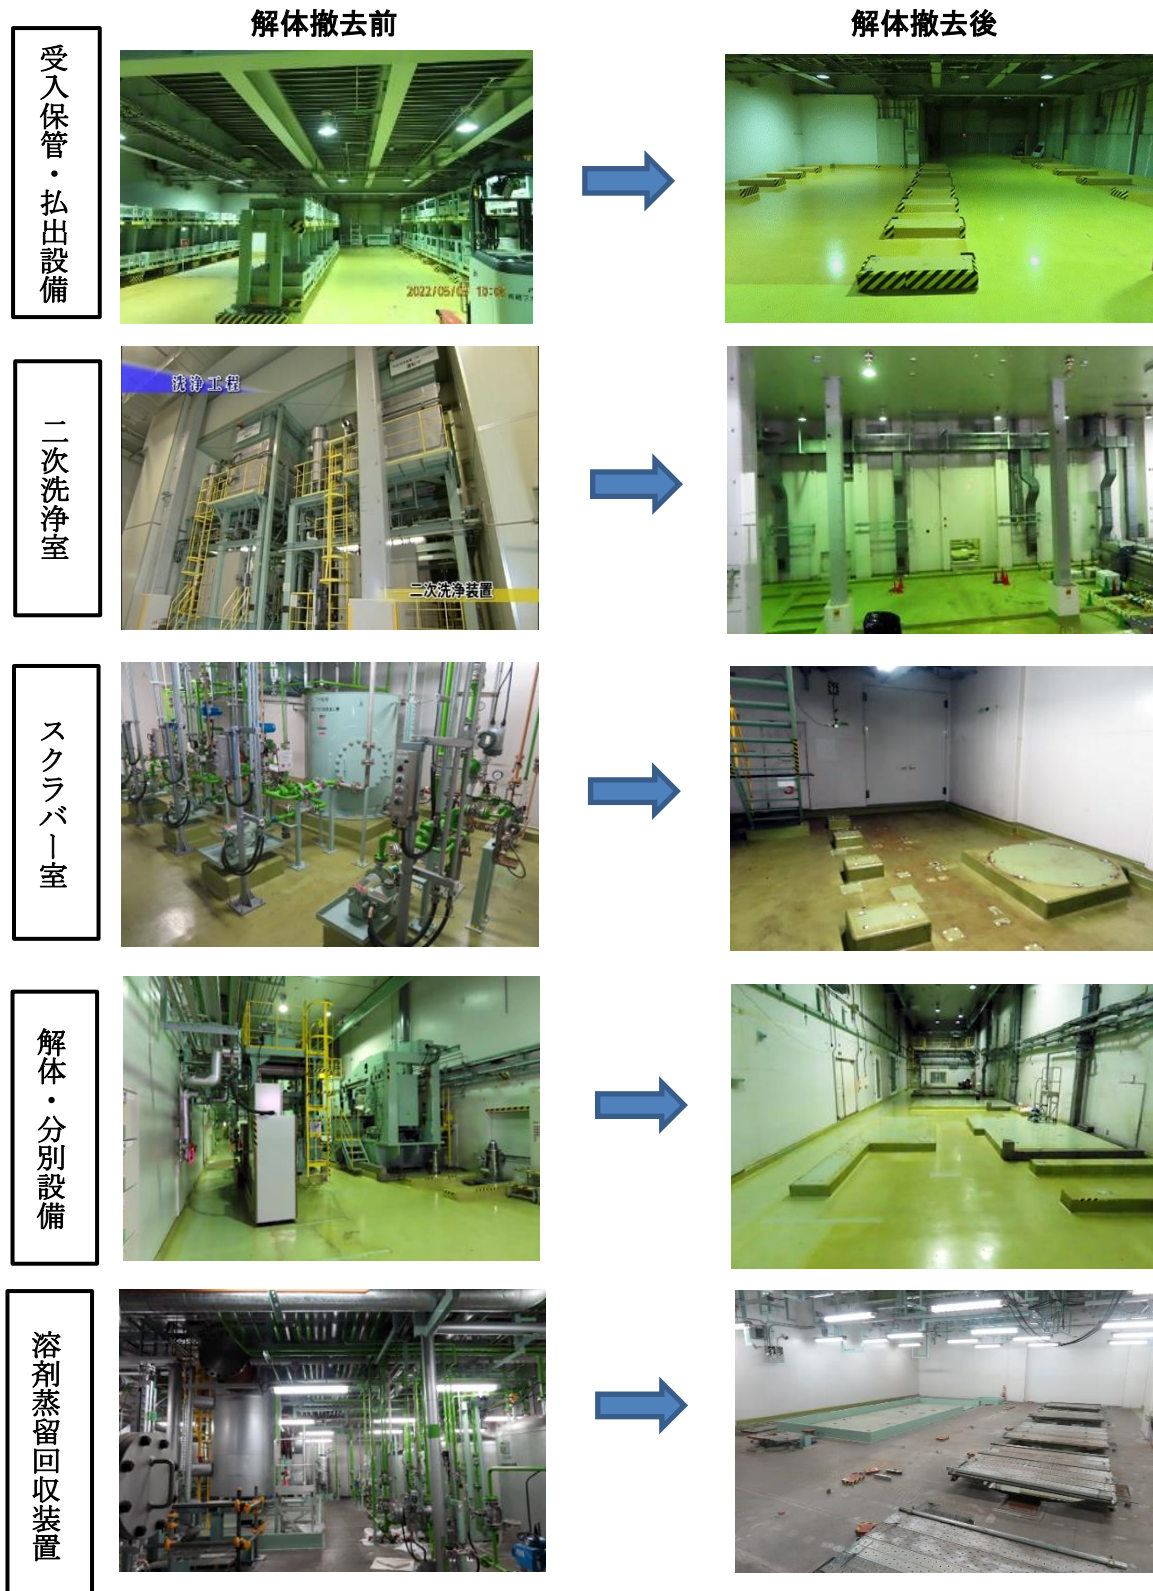 解体撤去前
解体撤去後
受入保管・払出設備
2022/05/
10:0
二次洗浄室
洗浄工程
二次洗浄装置
スクラバー室
解体・分別設備
溶剤蒸留回収装置